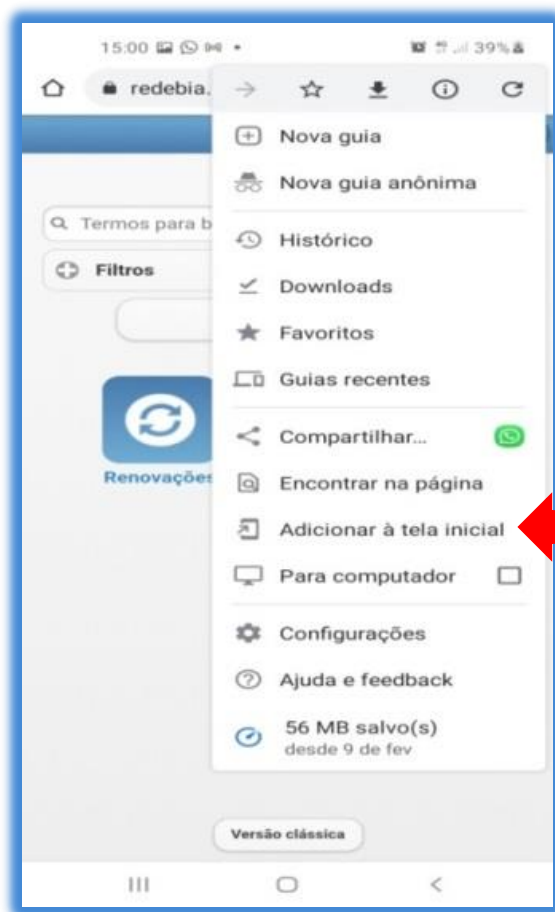 15:00
39%
redebia.
Nova guia
Nova guia anônima
Termos para b
Histórico
Filtros
Downloads
Favoritos
Guias recentes
Compartilhar...
Renovações
Encontrar na página
Adicionar à tela inicial
Para computador
Configurações
Ajuda e feedback
56 MB salvo(s)
desde 9 de fev
Versão clássica